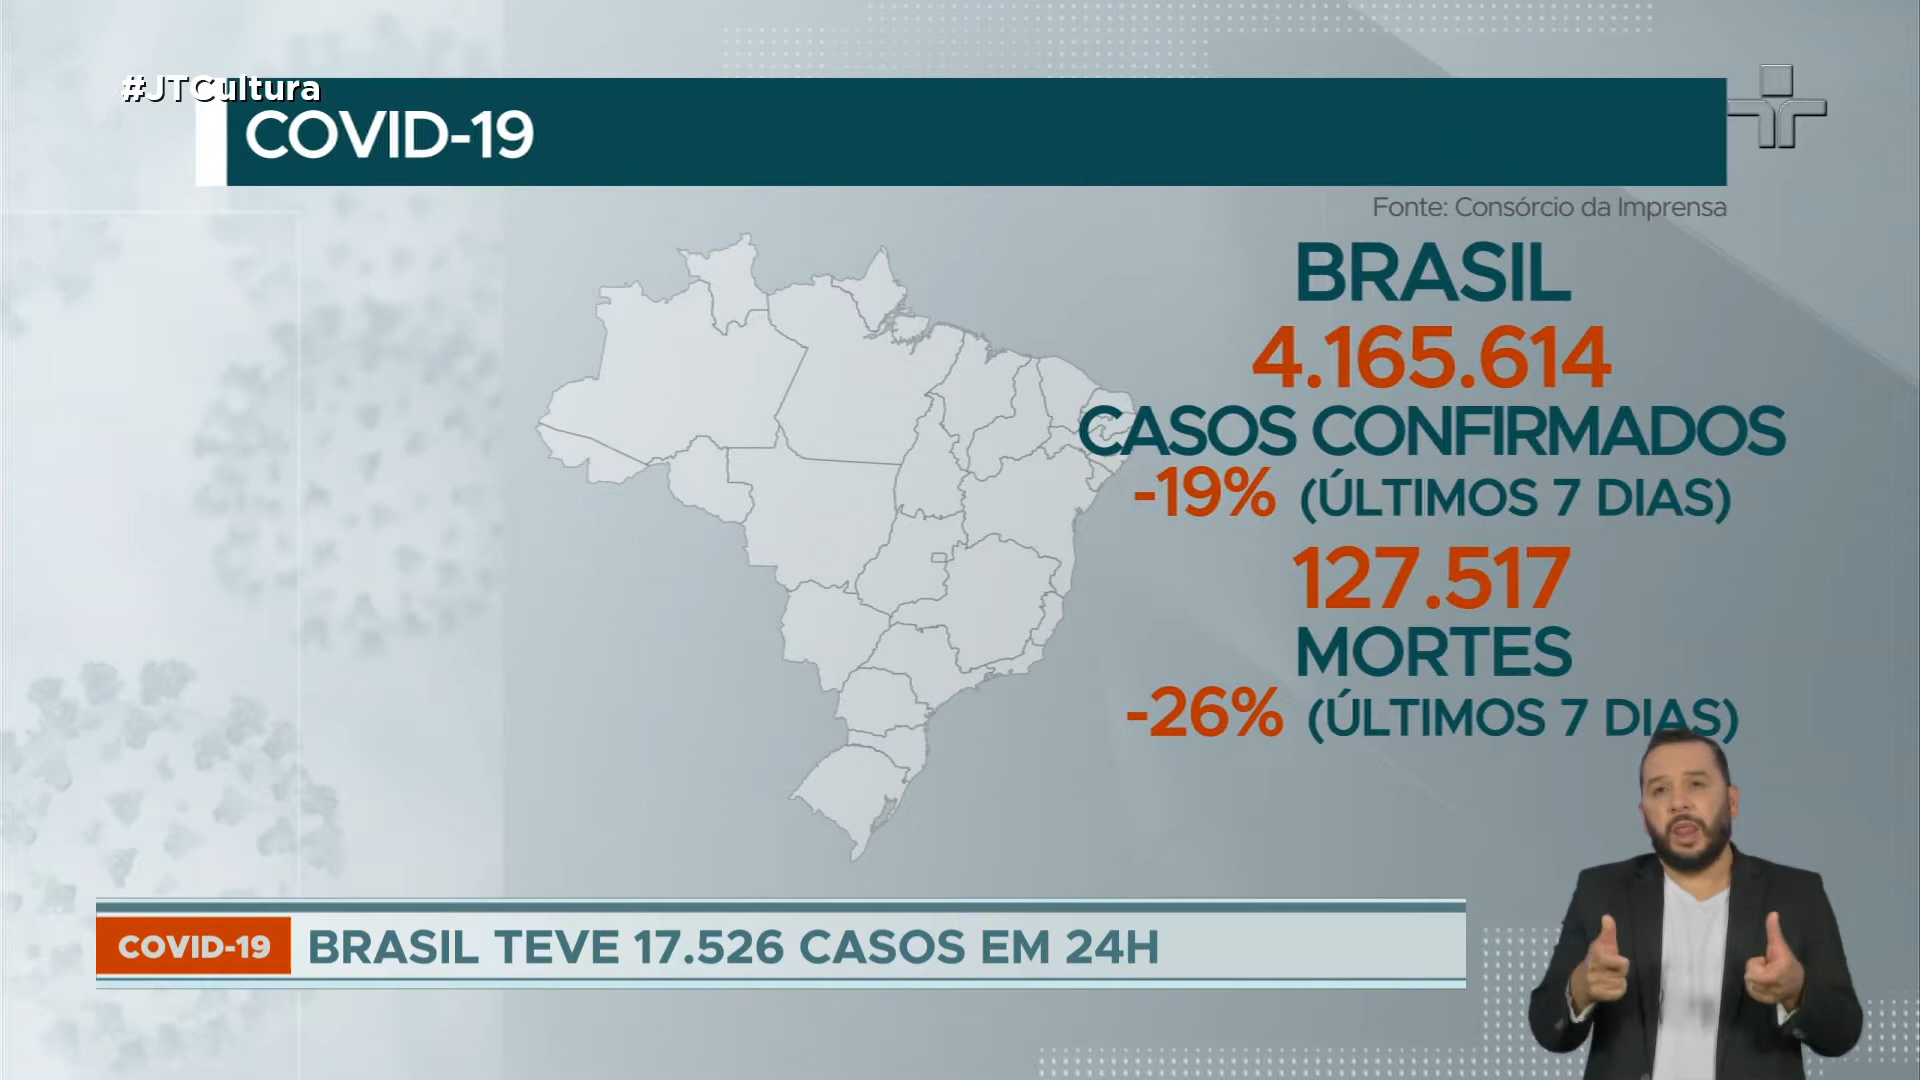 #JTCultura
COVID-19
Fonte: Consórcio da Imprensa
BRASIL
4.165.614
CASOS CONFIRMADOS
-19% (ÚLTIMOS 7 DIAS)
127.517
MORTES
-26% (ÚLTIMOS 7 DIAS)
COVID-19 BRASIL TEVE 17.526 CASOS EM 24H